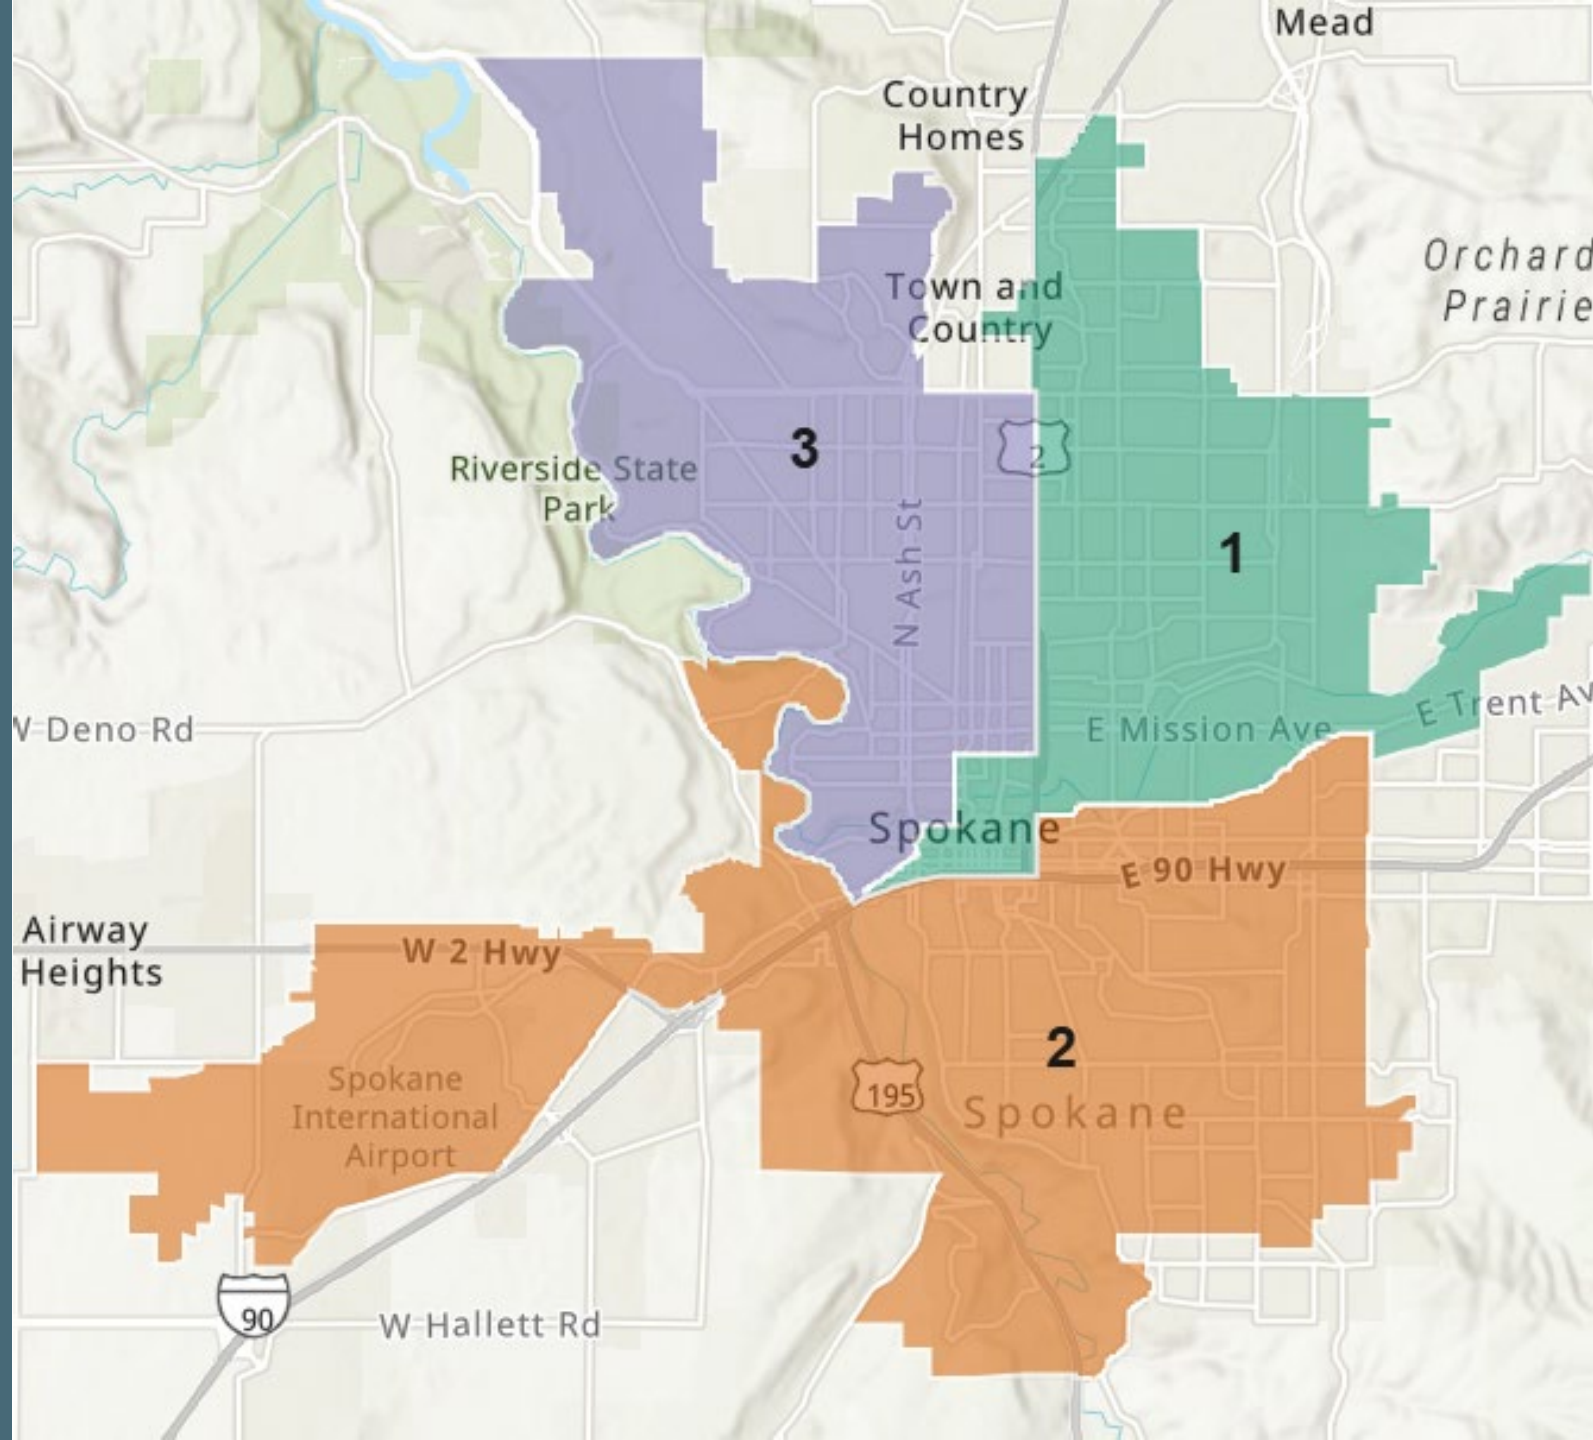 Mead
Country
Homes
Orchard
Prairie
Town and
Country
2
3
Riverside State
Park
N Ash St
1
W Deno Rd
E Mission Ave
E Trent Av
Spokane
E 90 Hwy
Airway
Heights
W 2 Hwy
2
195
Spokane
Spokane
International
Airport
90
W Hallett Rd